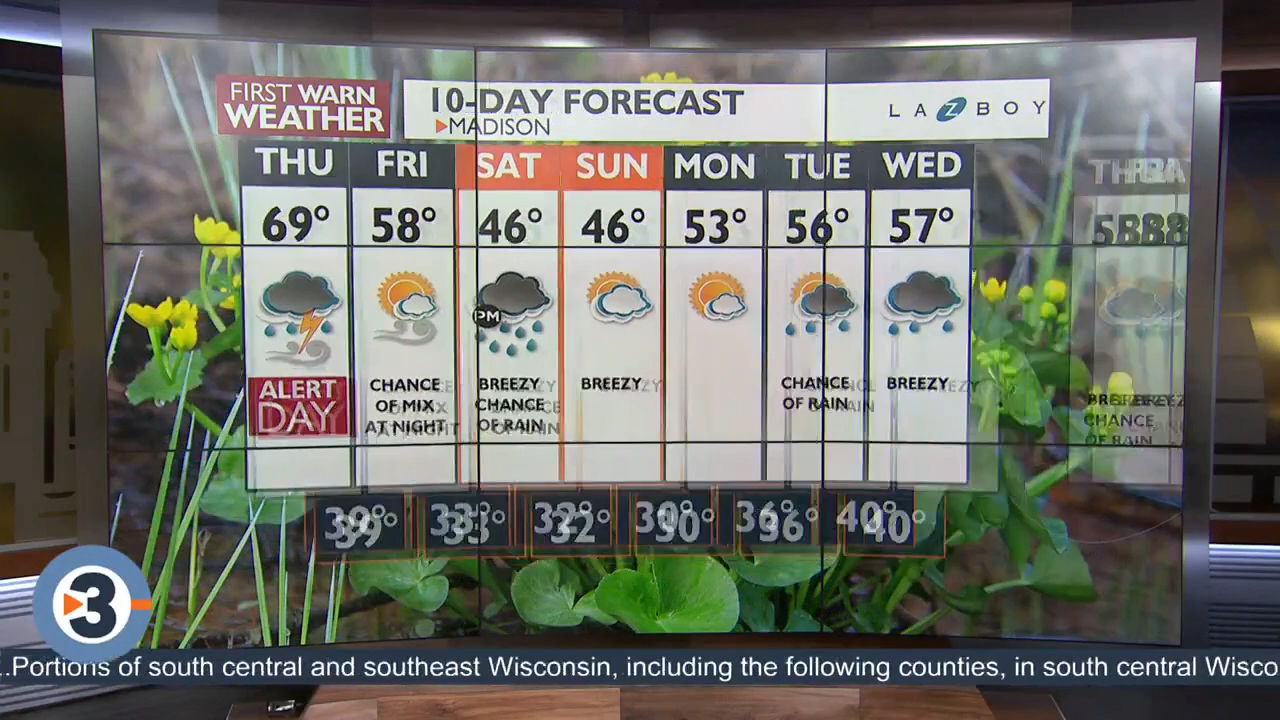 FIRST WARN
WEATHER
10-DAY FORECAST
MADISON
LA Z BOY
THU FRI SAT SUN MON TUE WED
69° 58° 46° 46° 53° 56° 57°
PM
ALERT
DAY
CHANCE
OF MIX
AT NIGHT
BREEZY
CHANCE
OF RAIN
BREEZY
CHANCE
OF RAIN
BREEZY
CHANCE
OF RAIN
39° 33° 32° 30° 36° 40°
3
.Portions of south central and southeast Wisconsin, including the following counties, in south central Wisco